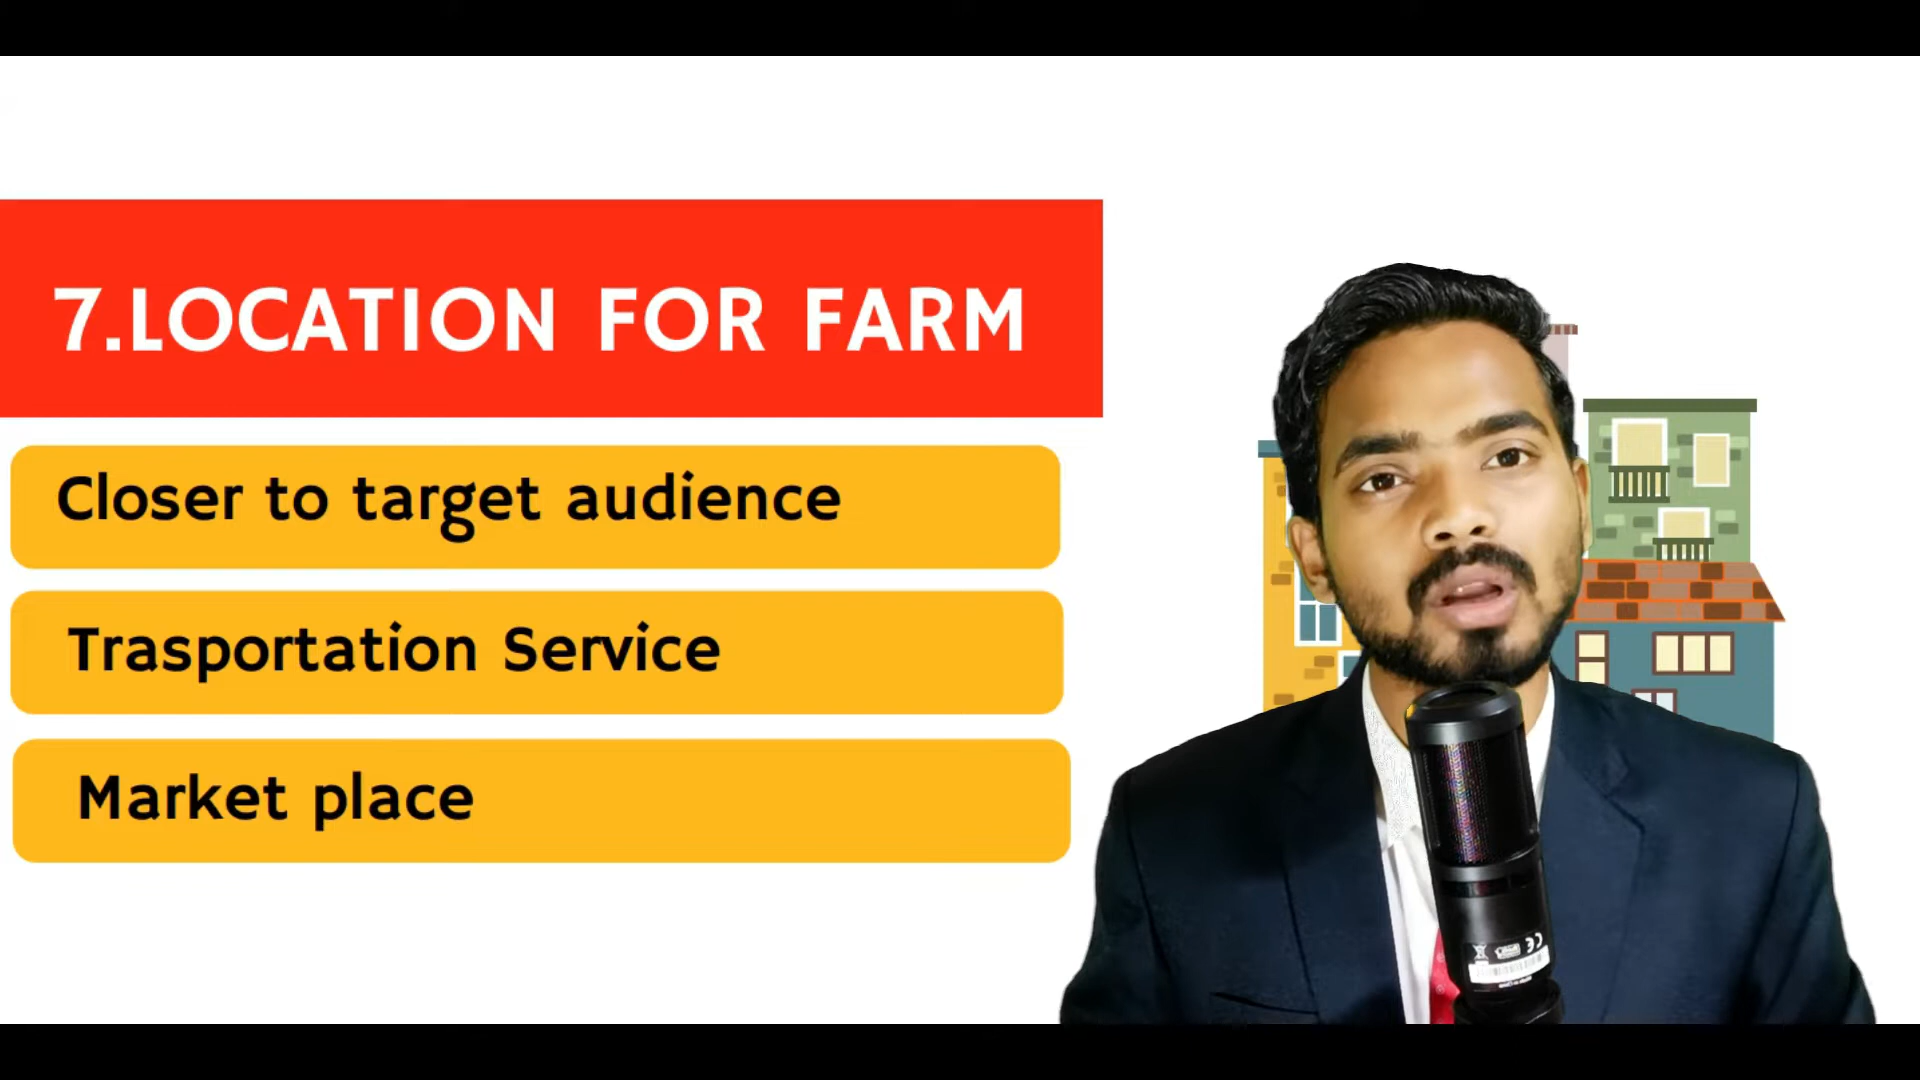 7.LOCATION FOR FARM
Closer to target audience
Trasportation Service
Market place